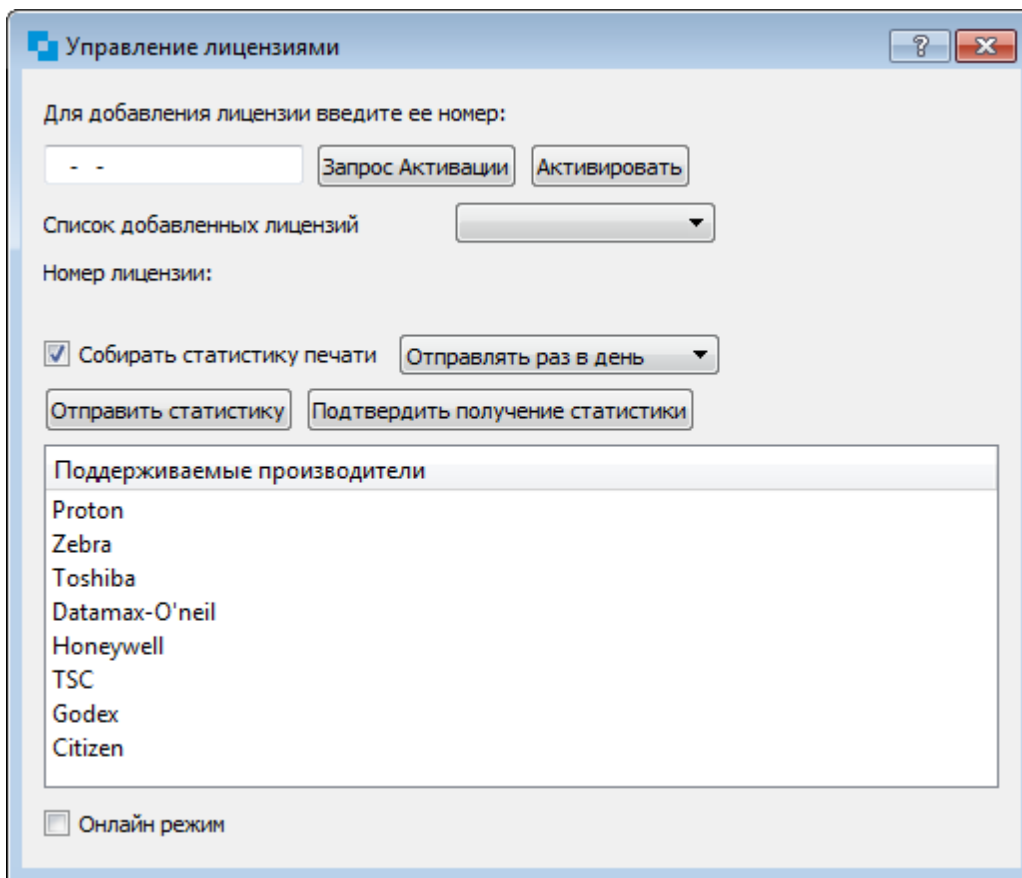 Управление лицензиями
Для добавления лицензии введите ее номер:
- - Запрос Активации Активировать
Список добавленных лицензий
Номер лицензии:
Собирать статистику печати Отправлять раз в день
Отправить статистику Подтвердить получение статистики
Поддерживаемые производители
Proton
Zebra
Toshiba
Datamax-O'neil
Honeywell
TSC
Godex
Citizen
Онлайн режим